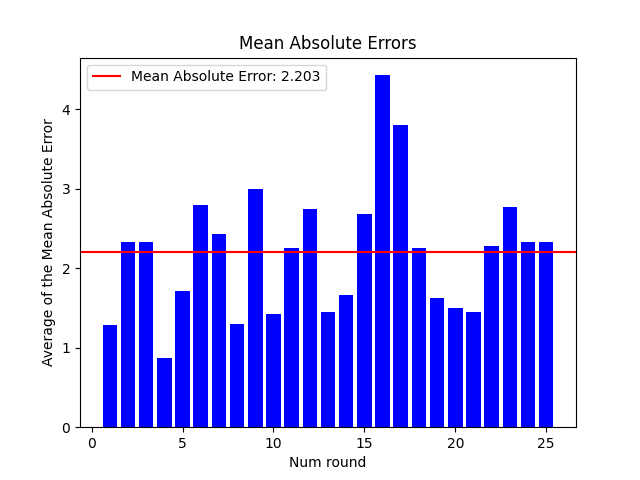 Mean Absolute Errors
Mean Absolute Error: 2.203
Average of the Mean Absolute Error
4
3
2
1
0
0 5 10 15 20 25
Num round